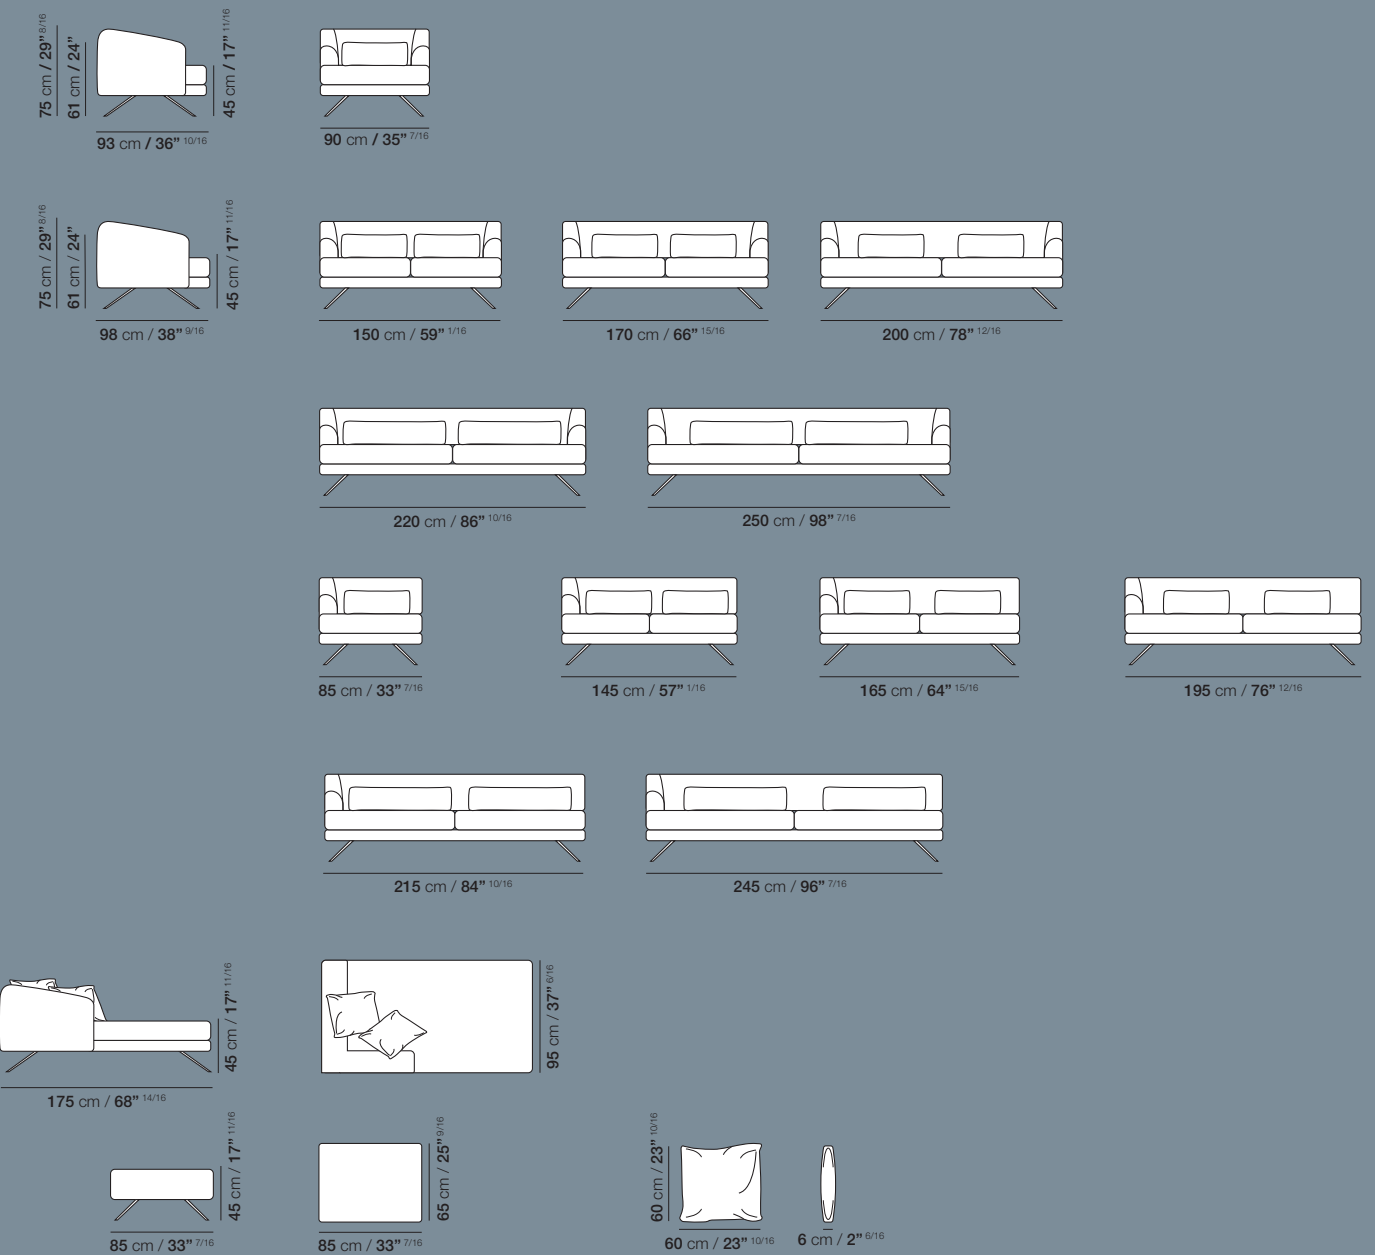 75 cm / 29” 8/16
61 cm / 24”
45 cm / 17” 11/16
93 cm / 36” 10/16
90 cm / 35” 7/16
75 cm / 29” 8/16
61 cm / 24”
45 cm / 17” 11/16
98 cm / 38” 9/16
150 cm / 59” 1/16
170 cm / 66” 15/16
200 cm / 78” 12/16
220 cm / 86” 10/16
250 cm / 98” 7/16
85 cm / 33” 7/16
145 cm / 57” 1/16
165 cm / 64” 15/16
195 cm / 76” 12/16
215 cm / 84” 10/16
245 cm / 96” 7/16
45 cm / 17” 11/16
95 cm / 37” 6/16
175 cm / 68” 14/16
45 cm / 17” 11/16
65 cm / 25” 9/16
60 cm / 23” 10/16
85 cm / 33” 7/16
85 cm / 33” 7/16
60 cm / 23” 10/16
6 cm / 2” 6/16